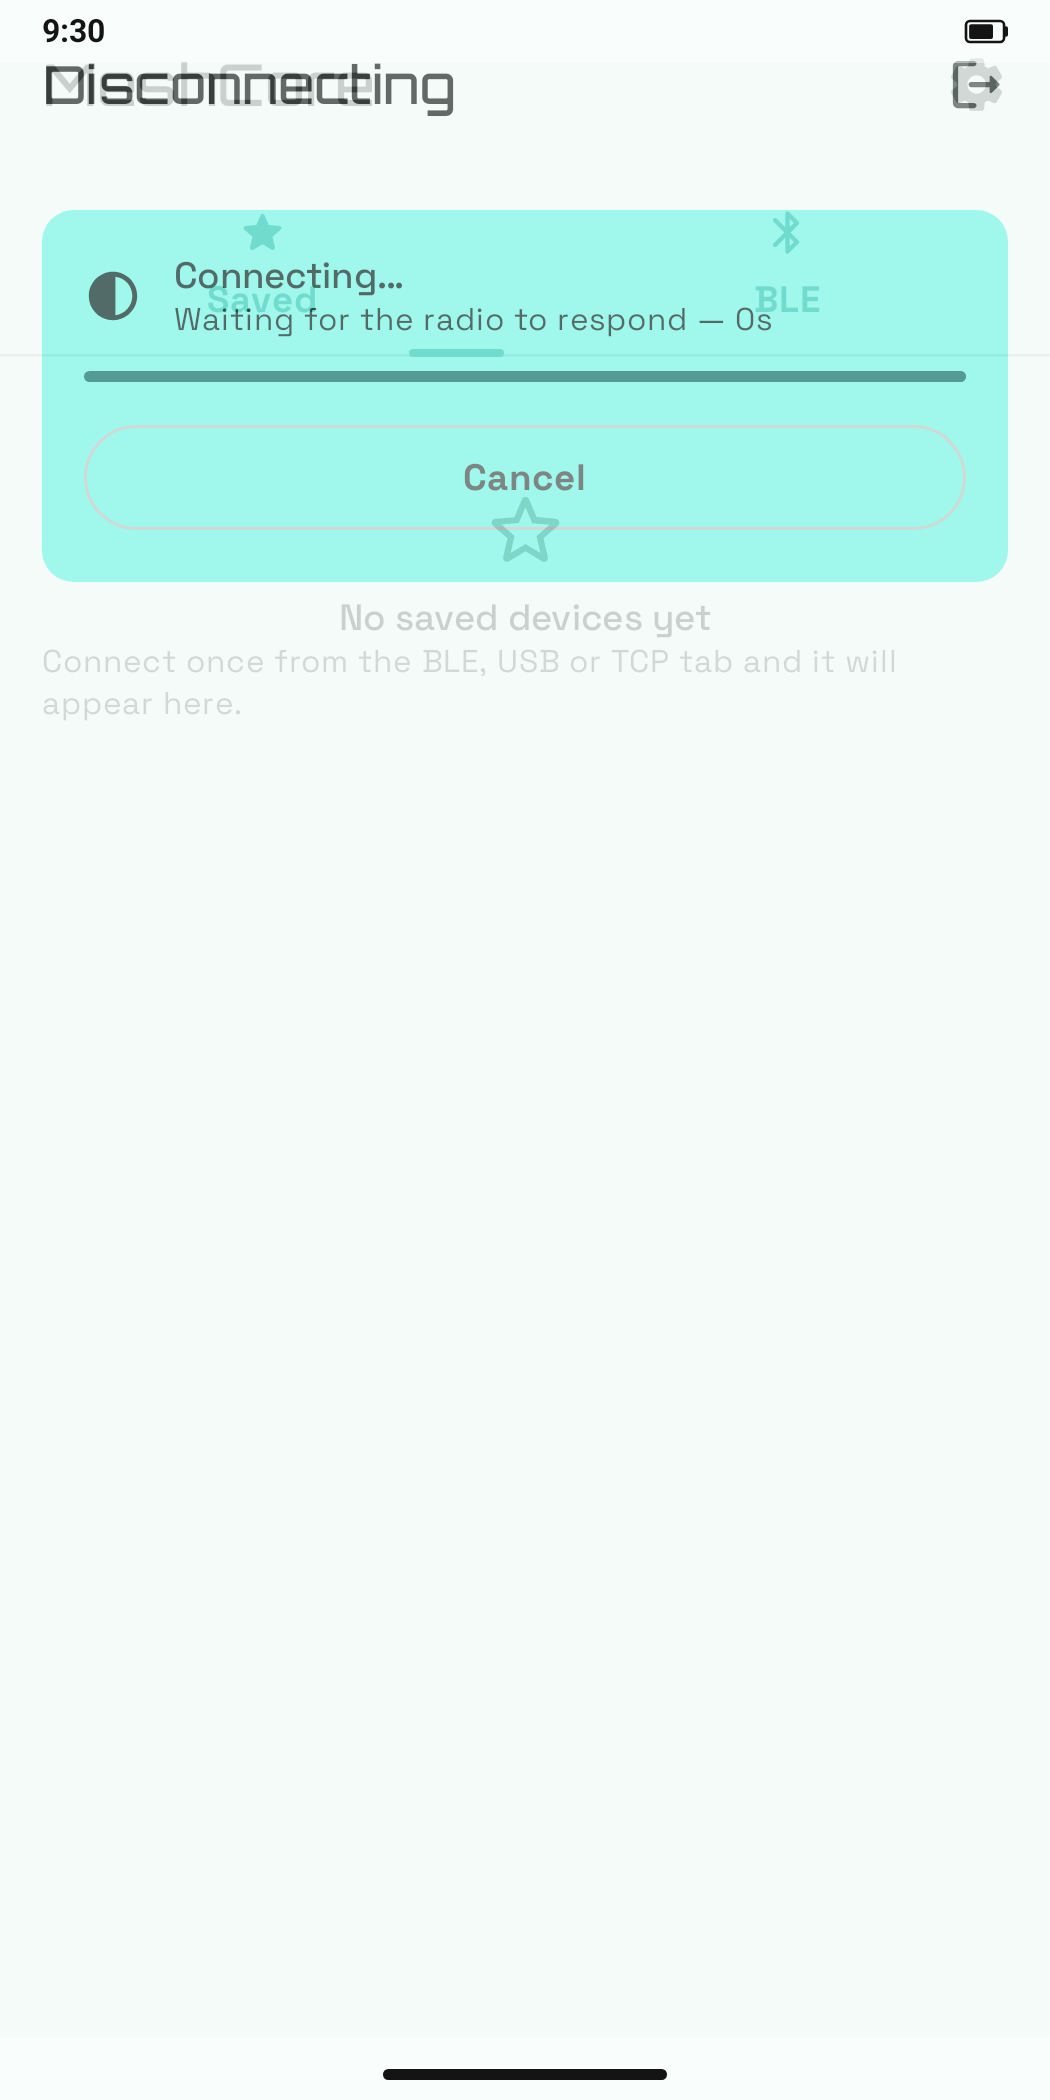 9:30
Disconnecting
MeshCore
Connecting...
Saved
BLE
Waiting for the radio to respond — 0s
Cancel
No saved devices yet
Connect once from the BLE, USB or TCP tab and it will
appear here.